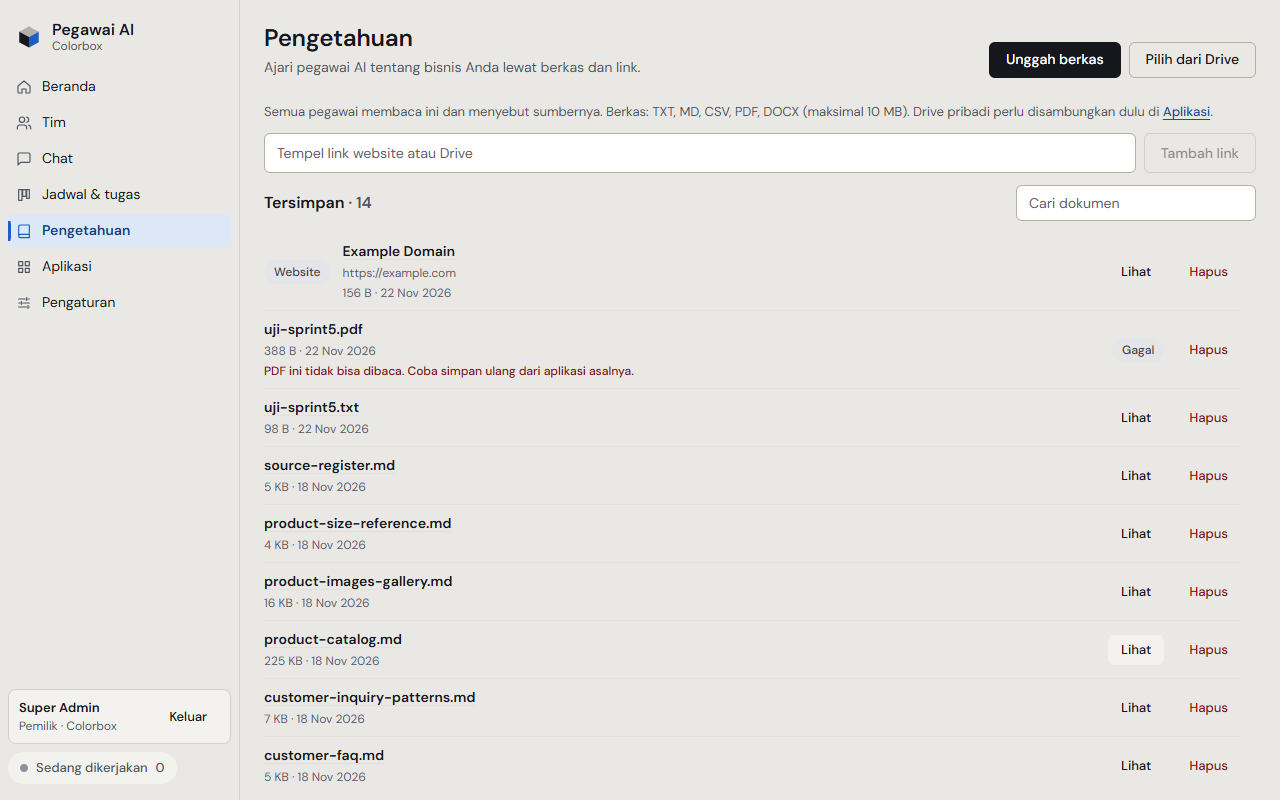 Pegawai AI
Colorbox
Beranda
Tim
Chat
Jadwal & tugas
Pengetahuan
Aplikasi
Pengaturan
Super Admin
Pemilik · Colorbox
Keluar
Sedang dikerjakan 0
Pengetahuan
Ajari pegawai AI tentang bisnis Anda lewat berkas dan link.
Unggah berkas
Pilih dari Drive
Semua pegawai membaca ini dan menyebut sumbernya. Berkas: TXT, MD, CSV, PDF, DOCX (maksimal 10 MB). Drive pribadi perlu disambungkan dulu di Aplikasi.
Tempel link website atau Drive
Tambah link
Tersimpan · 14
Cari dokumen
Website
Example Domain
https://example.com
156 B · 22 Nov 2026
Lihat
Hapus
uji-sprint5.pdf
388 B · 22 Nov 2026
PDF ini tidak bisa dibaca. Coba simpan ulang dari aplikasi asalnya.
Gagal
Hapus
uji-sprint5.txt
98 B · 22 Nov 2026
Lihat
Hapus
source-register.md
5 KB · 18 Nov 2026
Lihat
Hapus
product-size-reference.md
4 KB · 18 Nov 2026
Lihat
Hapus
product-images-gallery.md
16 KB · 18 Nov 2026
Lihat
Hapus
product-catalog.md
225 KB · 18 Nov 2026
Lihat
Hapus
customer-inquiry-patterns.md
7 KB · 18 Nov 2026
Lihat
Hapus
customer-faq.md
5 KB · 18 Nov 2026
Lihat
Hapus